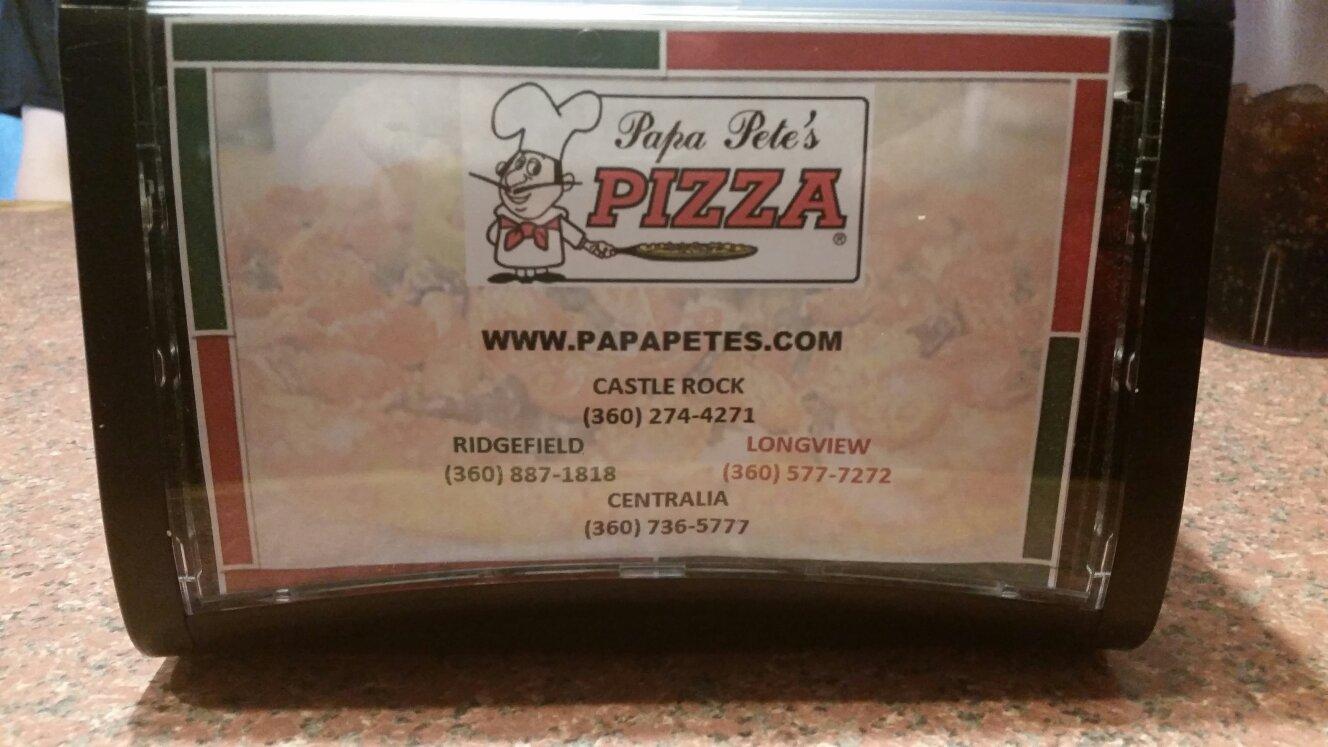 Papa Pete's
PIZZA
®
WWW.PAPAPETES.COM
CASTLE ROCK
(360) 274-4271
RIDGEFIELD LONGVIEW
(360) 887-1818 (360) 577-7272
CENTRALIA
(360) 736-5777